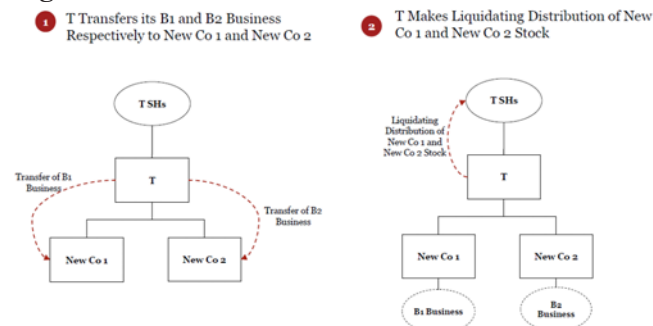 1
T Transfers its B1 and B2 Business
Respectively to New Co 1 and New Co 2
T SHs
T
Transfer of B1
Business
Transfer of B2
Business
New Co 1
New Co 2
2
T Makes Liquidating Distribution of New
Co 1 and New Co 2 Stock
T SHs
Liquidating
Distribution of
New Co 1 and
New Co 2 Stock
T
New Co 1
New Co 2
B1 Business
B2
Business